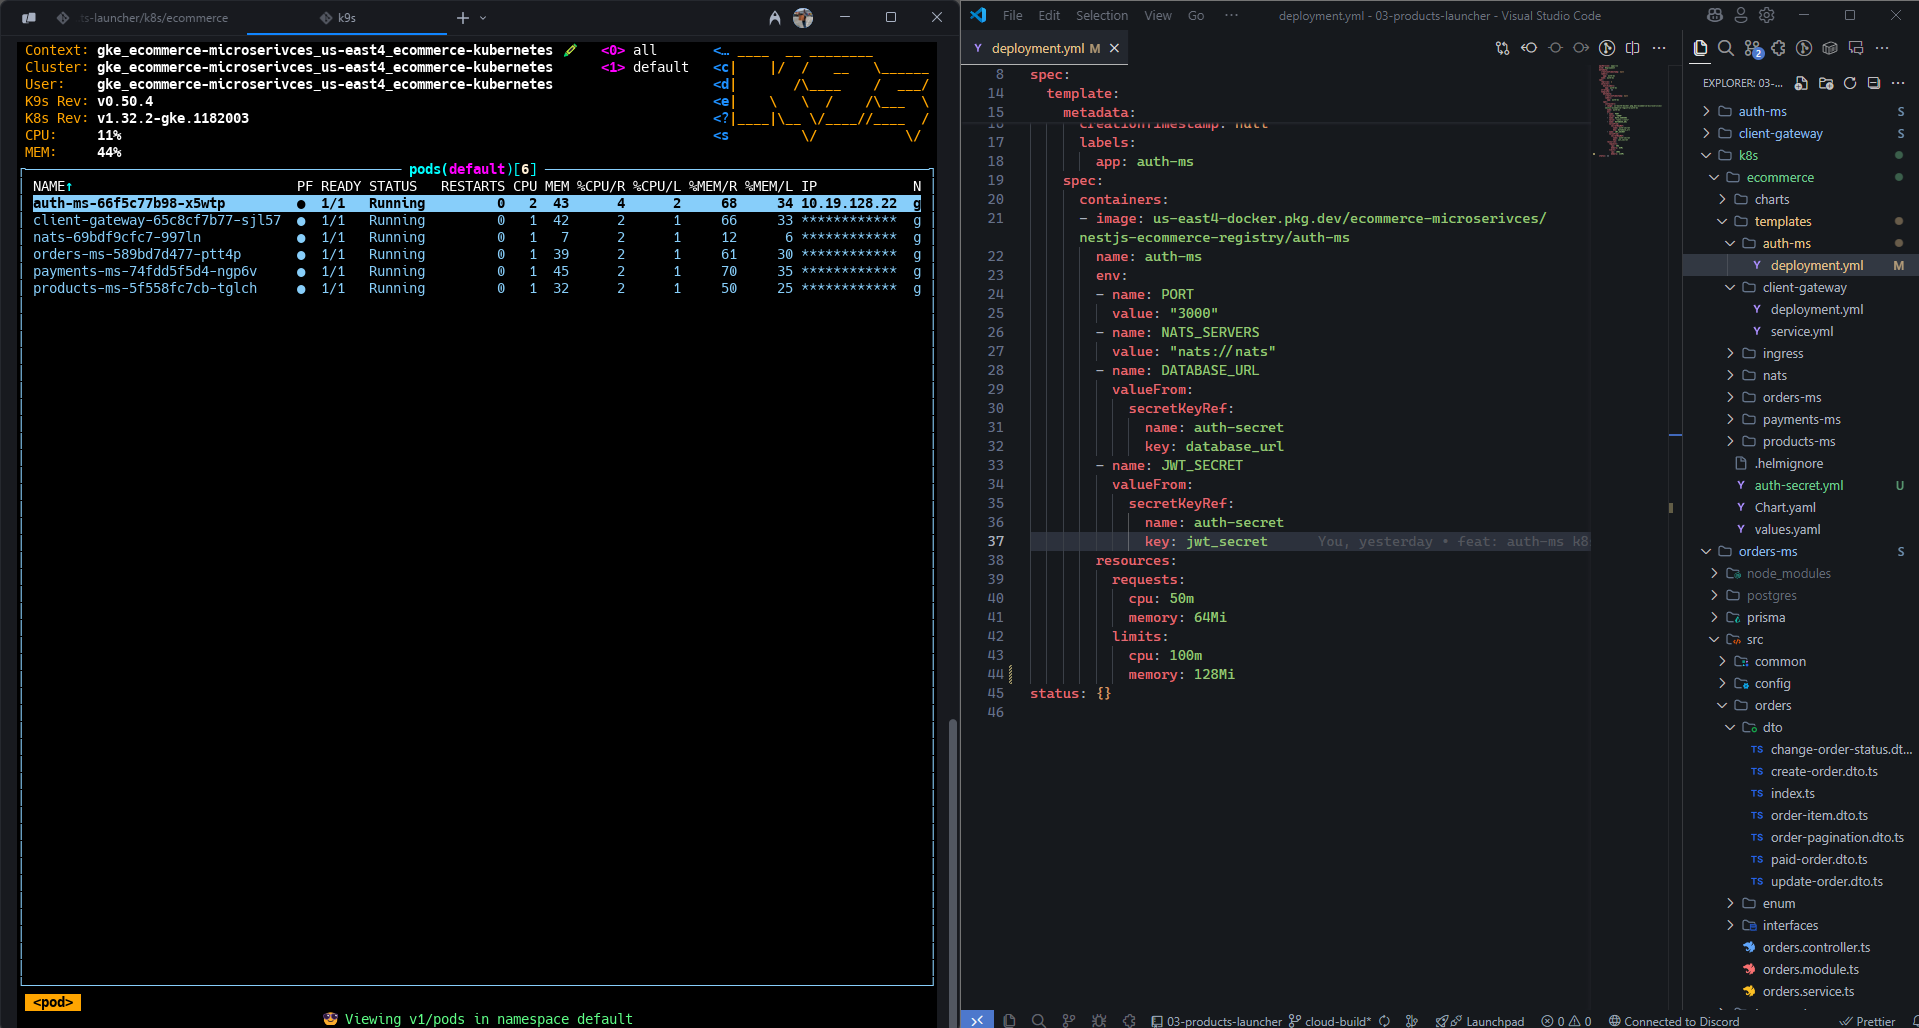 .ts-launcher/k8s/ecommerce
k9s
Context: gke_ecommerce-microserivces_us-east4_ecommerce-kubernetes
Cluster: gke_ecommerce-microserivces_us-east4_ecommerce-kubernetes
User: gke_ecommerce-microserivces_us-east4_ecommerce-kubernetes
K9s Rev: v0.50.4
K8s Rev: v1.32.2-gke.1182003
CPU: 11%
MEM: 44%
<0> all
<1> default
<c
<d
<e
<?
<s
pods(default)[6]
NAME↑ PF READY STATUS RESTARTS CPU MEM %CPU/R %CPU/L %MEM/R %MEM/L IP N
auth-ms-66f5c77b98-x5wtp ● 1/1 Running 0 2 43 4 2 68 34 10.19.128.22 g
client-gateway-65c8cf7b77-sjl57 ● 1/1 Running 0 1 42 2 1 66 33 ************ g
nats-69bdf9cfc7-997ln ● 1/1 Running 0 1 7 2 1 12 6 ************ g
orders-ms-589bd7d477-ptt4p ● 1/1 Running 0 1 39 2 1 61 30 ************ g
payments-ms-74fdd5f5d4-ngp6v ● 1/1 Running 0 1 45 2 1 70 35 ************ g
products-ms-5f558fc7cb-tglch ● 1/1 Running 0 1 32 2 1 50 25 ************ g
<pod>
Viewing v1/pods in namespace default
File Edit Selection View Go ··· deployment.yml - 03-products-launcher - Visual Studio Code
Y deployment.yml M
8 spec:
14 template:
15 metadata:
16 creationTimestamp: null
17 labels:
18 app: auth-ms
19 spec:
20 containers:
21 - image: us-east4-docker.pkg.dev/ecommerce-microserivces/
nestjs-ecommerce-registry/auth-ms
22 name: auth-ms
23 env:
24 - name: PORT
25 value: "3000"
26 - name: NATS_SERVERS
27 value: "nats://nats"
28 - name: DATABASE_URL
29 valueFrom:
30 secretKeyRef:
31 name: auth-secret
32 key: database_url
33 - name: JWT_SECRET
34 valueFrom:
35 secretKeyRef:
36 name: auth-secret
37 key: jwt_secret You, yesterday • feat: auth-ms k8
38 resources:
39 requests:
40 cpu: 50m
41 memory: 64Mi
42 limits:
43 cpu: 100m
44 memory: 128Mi
45 status: {}
46
2
EXPLORER: 03-...
auth-ms S
client-gateway S
k8s
ecommerce
charts
templates
auth-ms
Y deployment.yml M
client-gateway
Y deployment.yml
Y service.yml
ingress
nats
orders-ms
payments-ms
products-ms
.helmignore
Y auth-secret.yml U
Y Chart.yaml
Y values.yaml
orders-ms S
node_modules
postgres
prisma
src
common
config
orders
dto
TS change-order-status.dt...
TS create-order.dto.ts
TS index.ts
TS order-item.dto.ts
TS order-pagination.dto.ts
TS paid-order.dto.ts
TS update-order.dto.ts
enum
interfaces
orders.controller.ts
orders.module.ts
orders.service.ts
03-products-launcher cloud-build* Launchpad 0 0 Connected to Discord Prettier